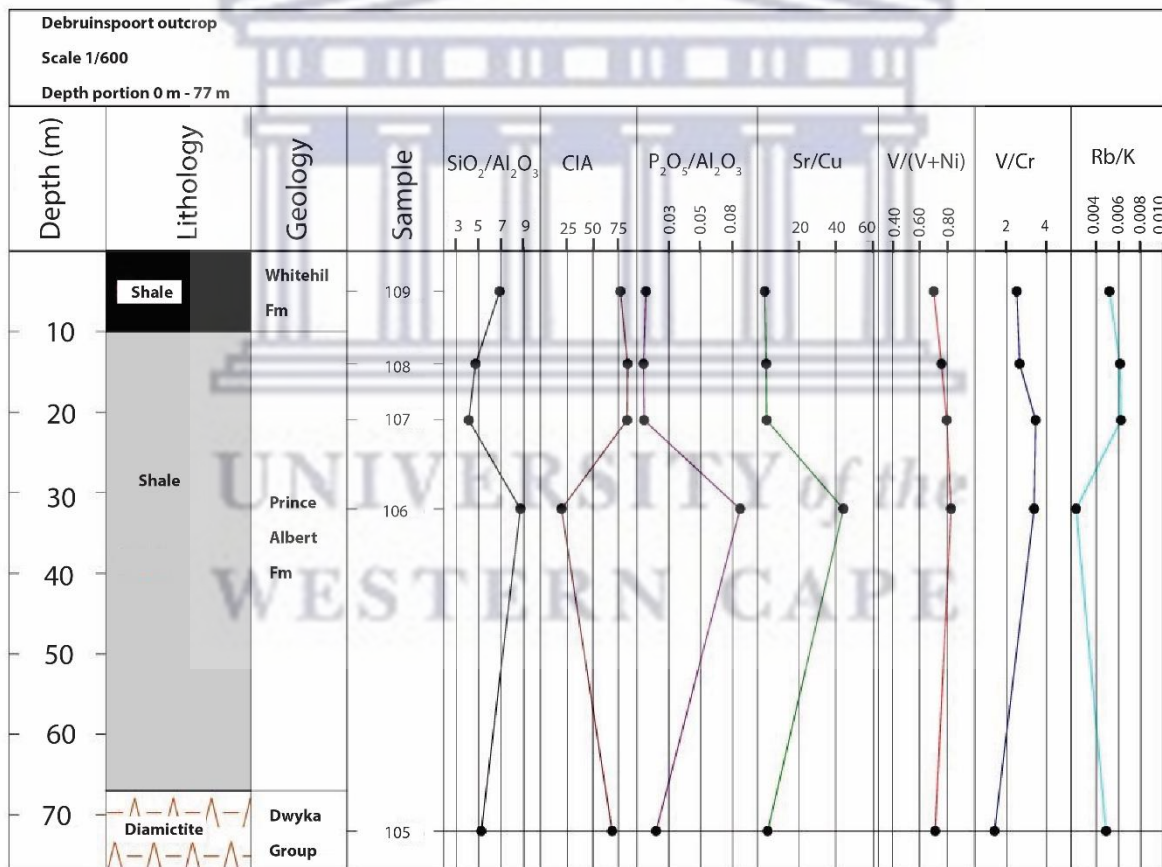 Debruinspoort outcrop
Scale 1/600
Depth portion 0 m - 77 m
Depth (m)
Lithology
Geology
Sample
SiO₂/Al₂O₃
CIA
P₂O₅/Al₂O₃
Sr/Cu
V/(V+Ni)
V/Cr
Rb/K
3 5 7 9
25 50 75
0.03 0.05 0.08
20 40 60
0.40 0.60 0.80
2 4
0.004 0.006 0.008 0.010
Whitehil
Fm
Shale
109
10
108
20
107
Shale
UNIVERSITY of the
30
Prince
Albert
Fm
106
40
WESTERN CAPE
50
60
70
Diamictite
Dwyka
Group
105